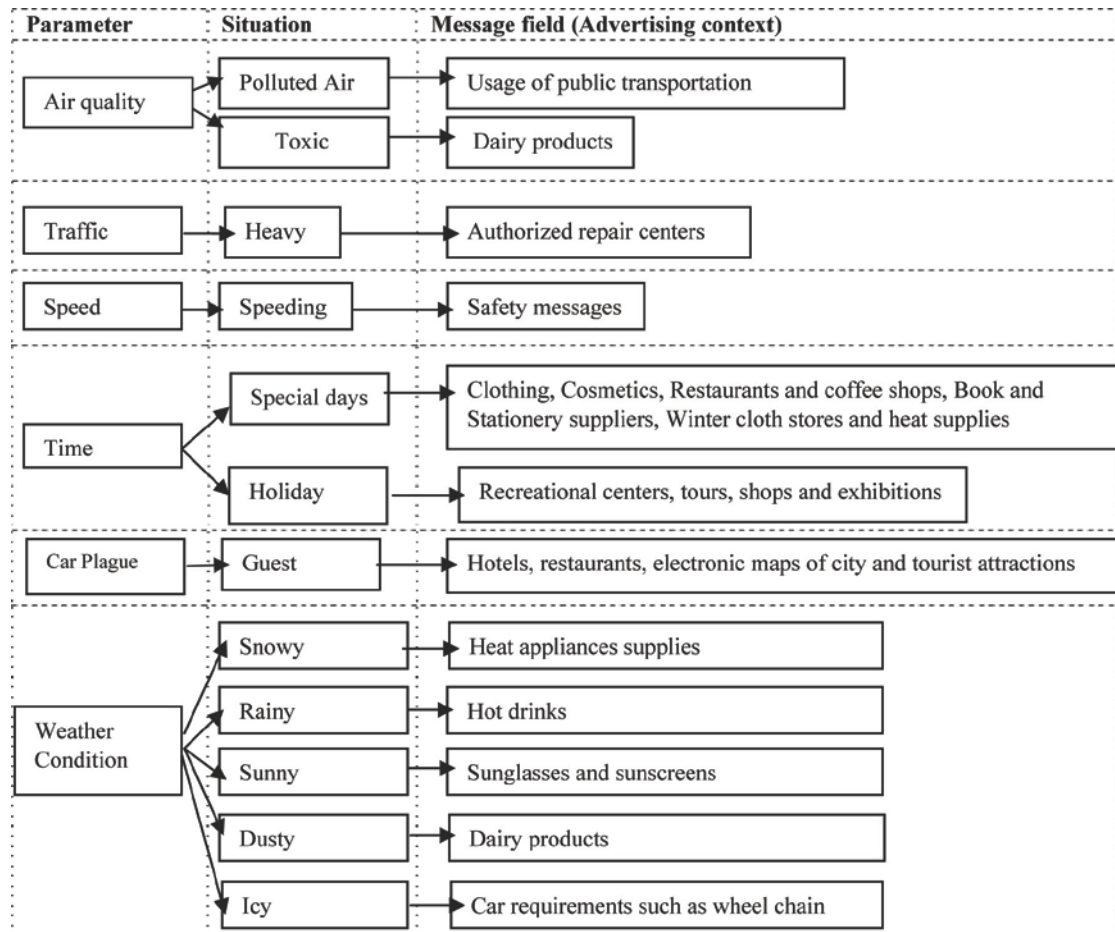 Parameter Situation Message field (Advertising context)
Air quality
Polluted Air
Usage of public transportation
Toxic
Dairy products
Traffic
Heavy
Authorized repair centers
Speed
Speeding
Safety messages
Time
Special days
Clothing, Cosmetics, Restaurants and coffee shops, Book and
Stationery suppliers, Winter cloth stores and heat supplies
Holiday
Recreational centers, tours, shops and exhibitions
Car Plague
Guest
Hotels, restaurants, electronic maps of city and tourist attractions
Weather
Condition
Snowy
Heat appliances supplies
Rainy
Hot drinks
Sunny
Sunglasses and sunscreens
Dusty
Dairy products
Icy
Car requirements such as wheel chain